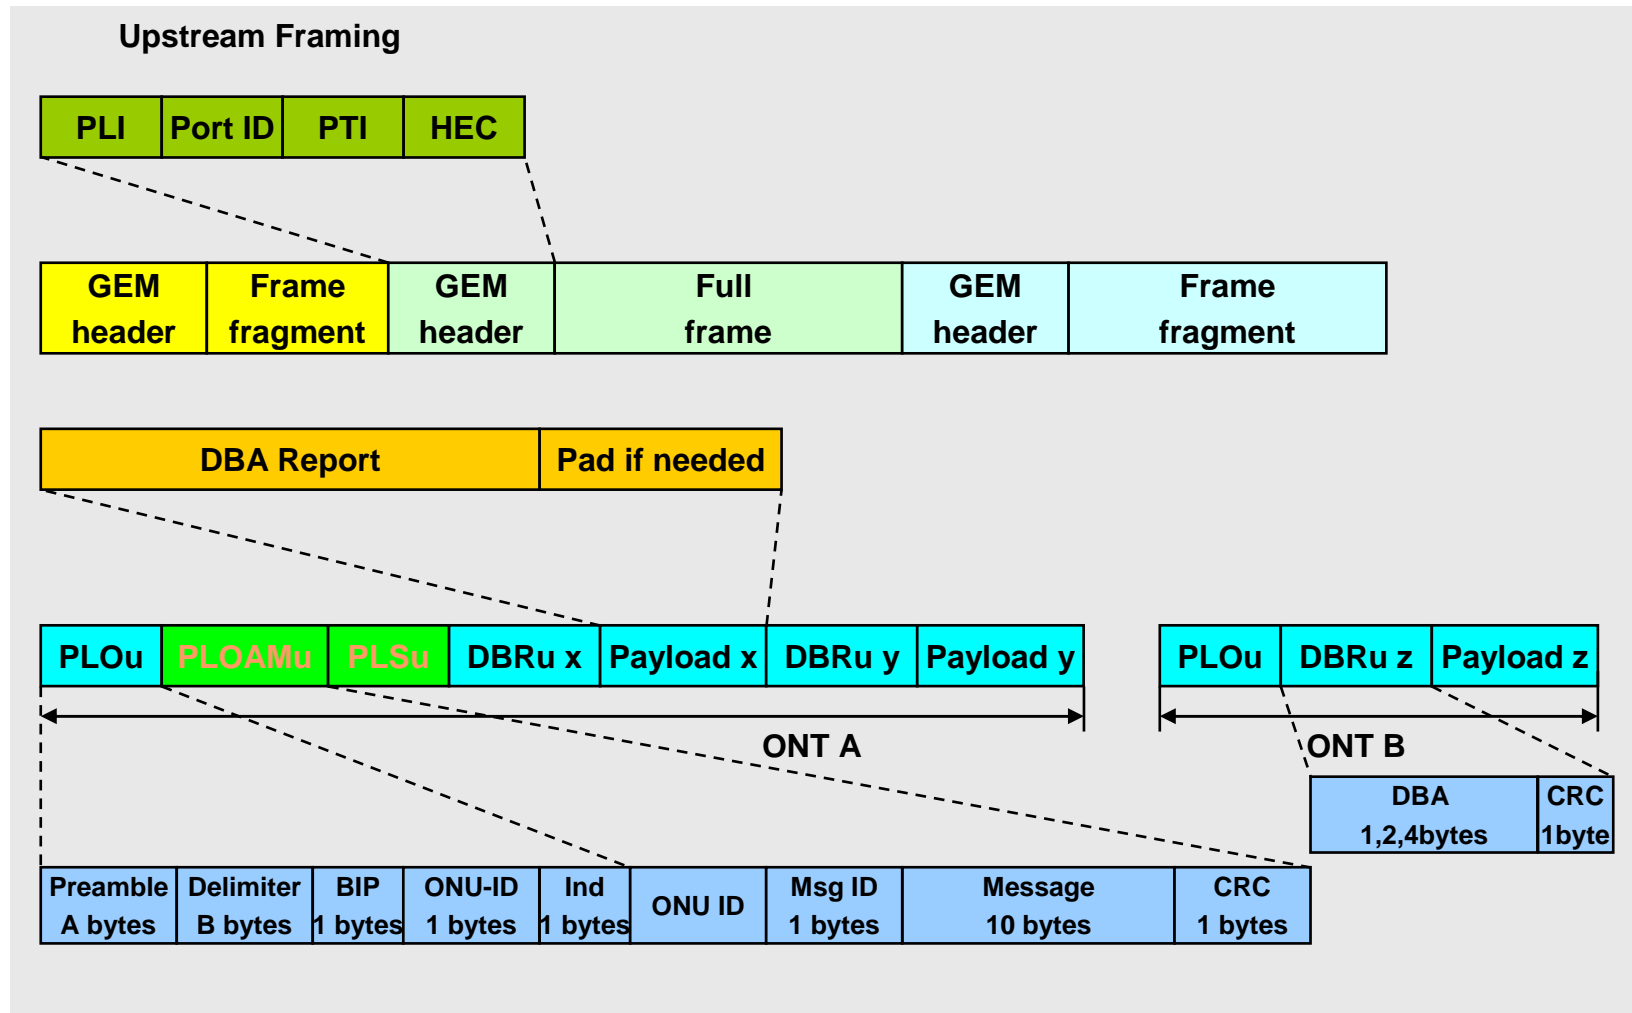 Upstream Framing
PLI Port ID PTI HEC
GEM Frame GEM Full GEM Frame
header fragment header frame header fragment
DBA Report Pad if needed
PLOu PLOAMu PLSu DBRu x Payload x DBRu y Payload y PLOu DBRu z Payload z
ONT A ONT B
DBA CRC
1,2,4bytes 1byte
Preamble Delimiter BIP ONU-ID Ind ONU ID Msg ID Message CRC
A bytes B bytes 1 bytes 1 bytes 1 bytes 1 bytes 10 bytes 1 bytes